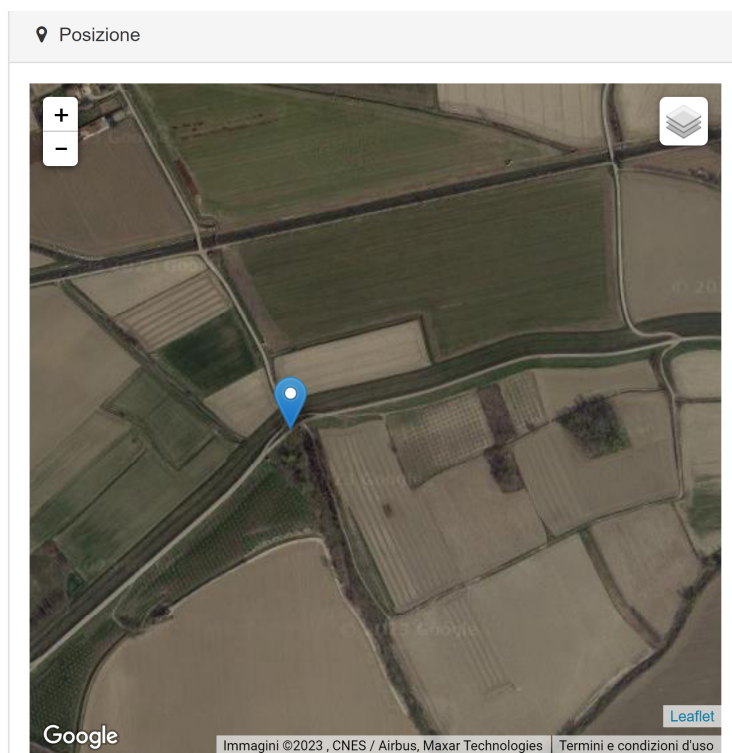 Posizione
+
−
Google
Leaflet
Immagini ©2023 , CNES / Airbus, Maxar Technologies
Termini e condizioni d'uso